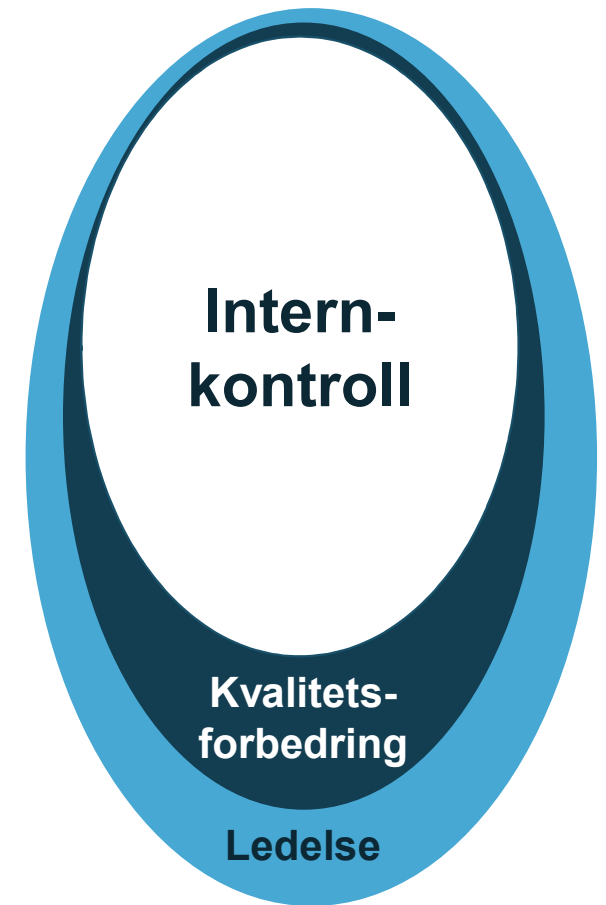 Intern-
kontroll
Kvalitets-
forbedring
Ledelse